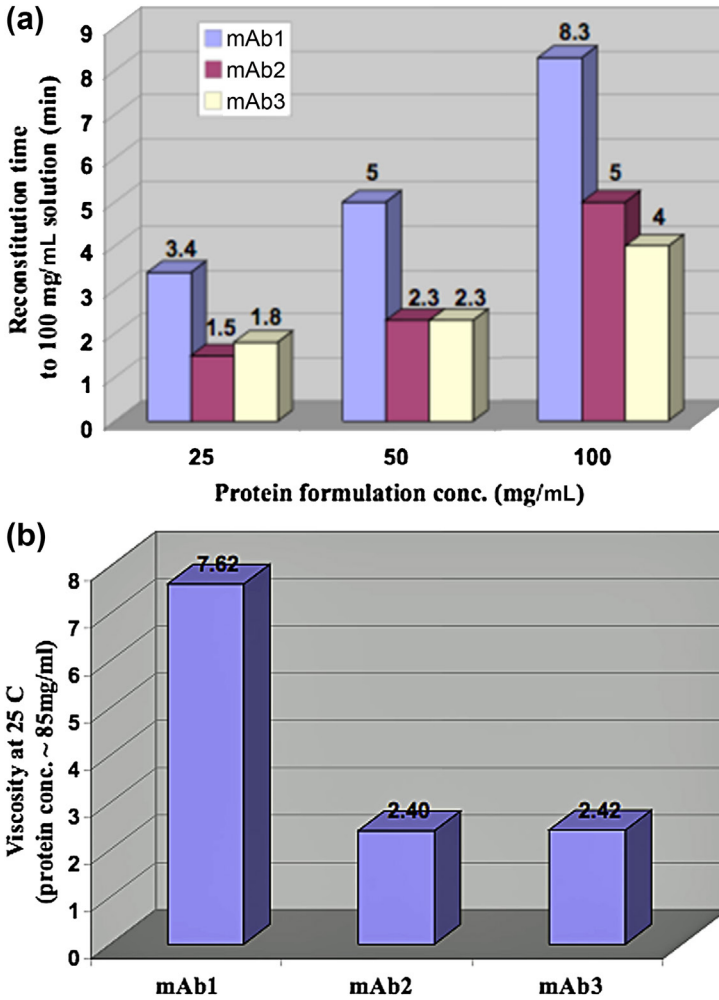 (a)
mAb1
mAb2
mAb3
Reconstitution time
to 100 mg/mL solution (min)
9
8
7
6
5
4
3
2
1
0
3.4
1.5
1.8
5
2.3
2.3
8.3
5
4
25
50
100
Protein formulation conc. (mg/mL)
(b)
Viscosity at 25 C
(protein conc. ~ 85mg/ml)
8
7
6
5
4
3
2
1
0
7.62
2.40
2.42
mAb1
mAb2
mAb3